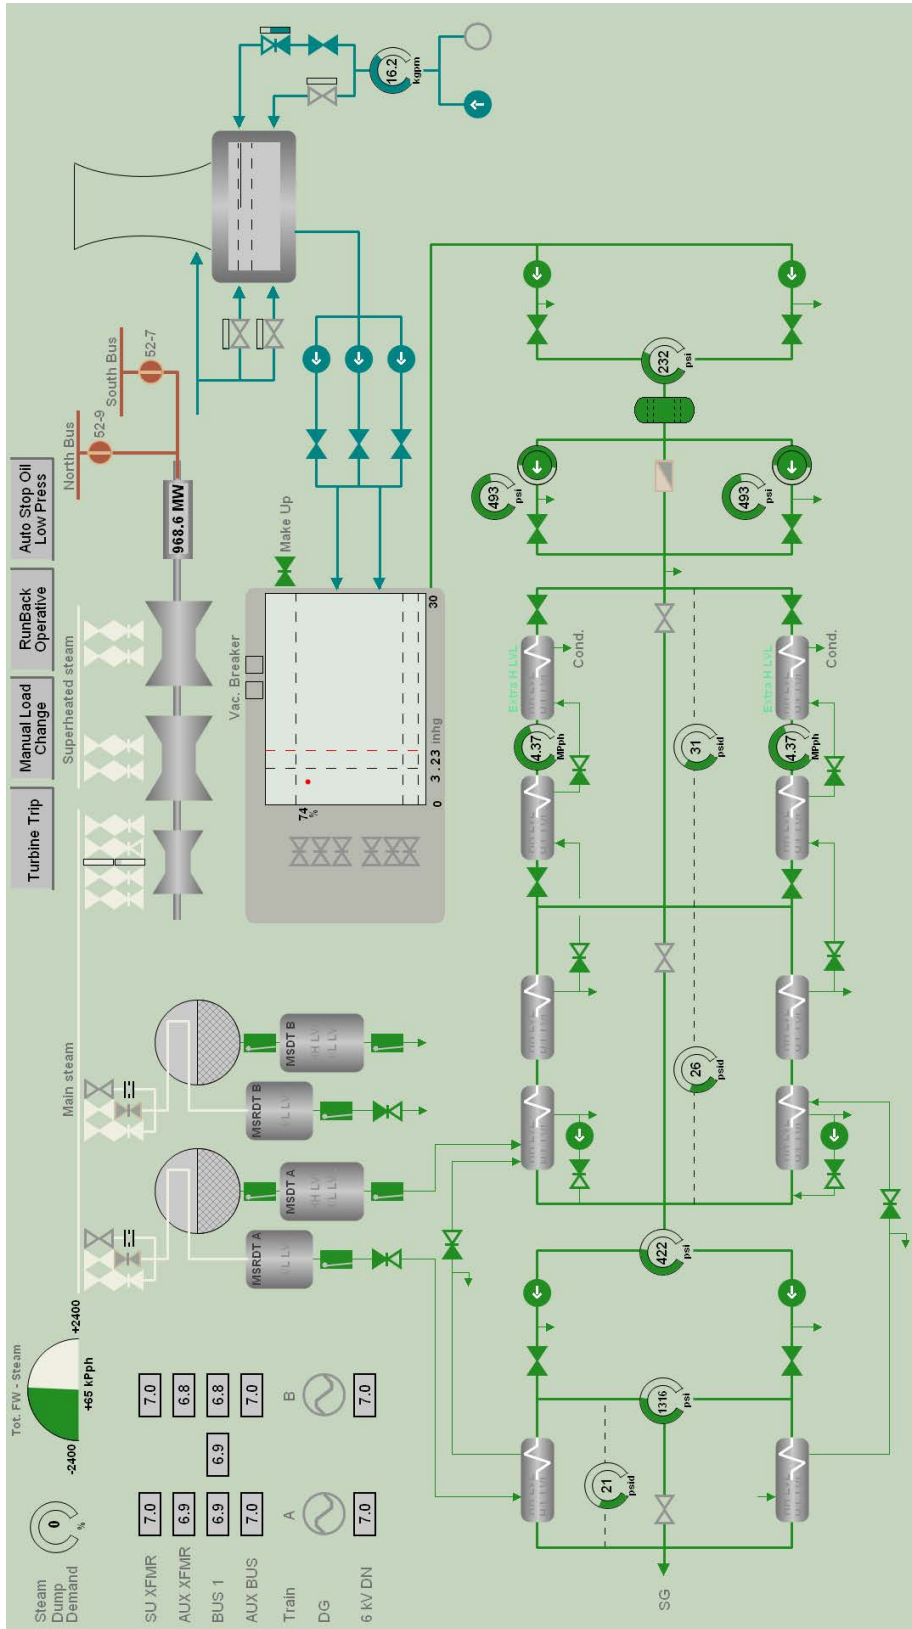 Steam
Dump
Demand
0
%
Tot. FW - Steam
-2400
+65 kPph
+2400
SU XFMR
7.0
7.0
AUX XFMR
6.9
6.8
BUS 1
6.9
6.9
6.8
AUX BUS
7.0
7.0
Train
A
B
DG
6 kV DN
7.0
7.0
Main steam
Superheated steam
Turbine Trip
Manual Load
Change
RunBack
Operative
Auto Stop Oil
Low Press
North Bus
52-9
South Bus
52-7
968.6 MW
MSRDT A
MSDT A
MSRDT B
MSDT B
Vac. Breaker
Make Up
74
%
0
3.23 inhg
30
16.2
kgpm
SG
21
psid
1316
psi
422
psi
26
psid
31
psid
4.37
MPph
4.37
MPph
Extra H LVL
Extra H LVL
Cond.
Cond.
493
psi
493
psi
232
psi